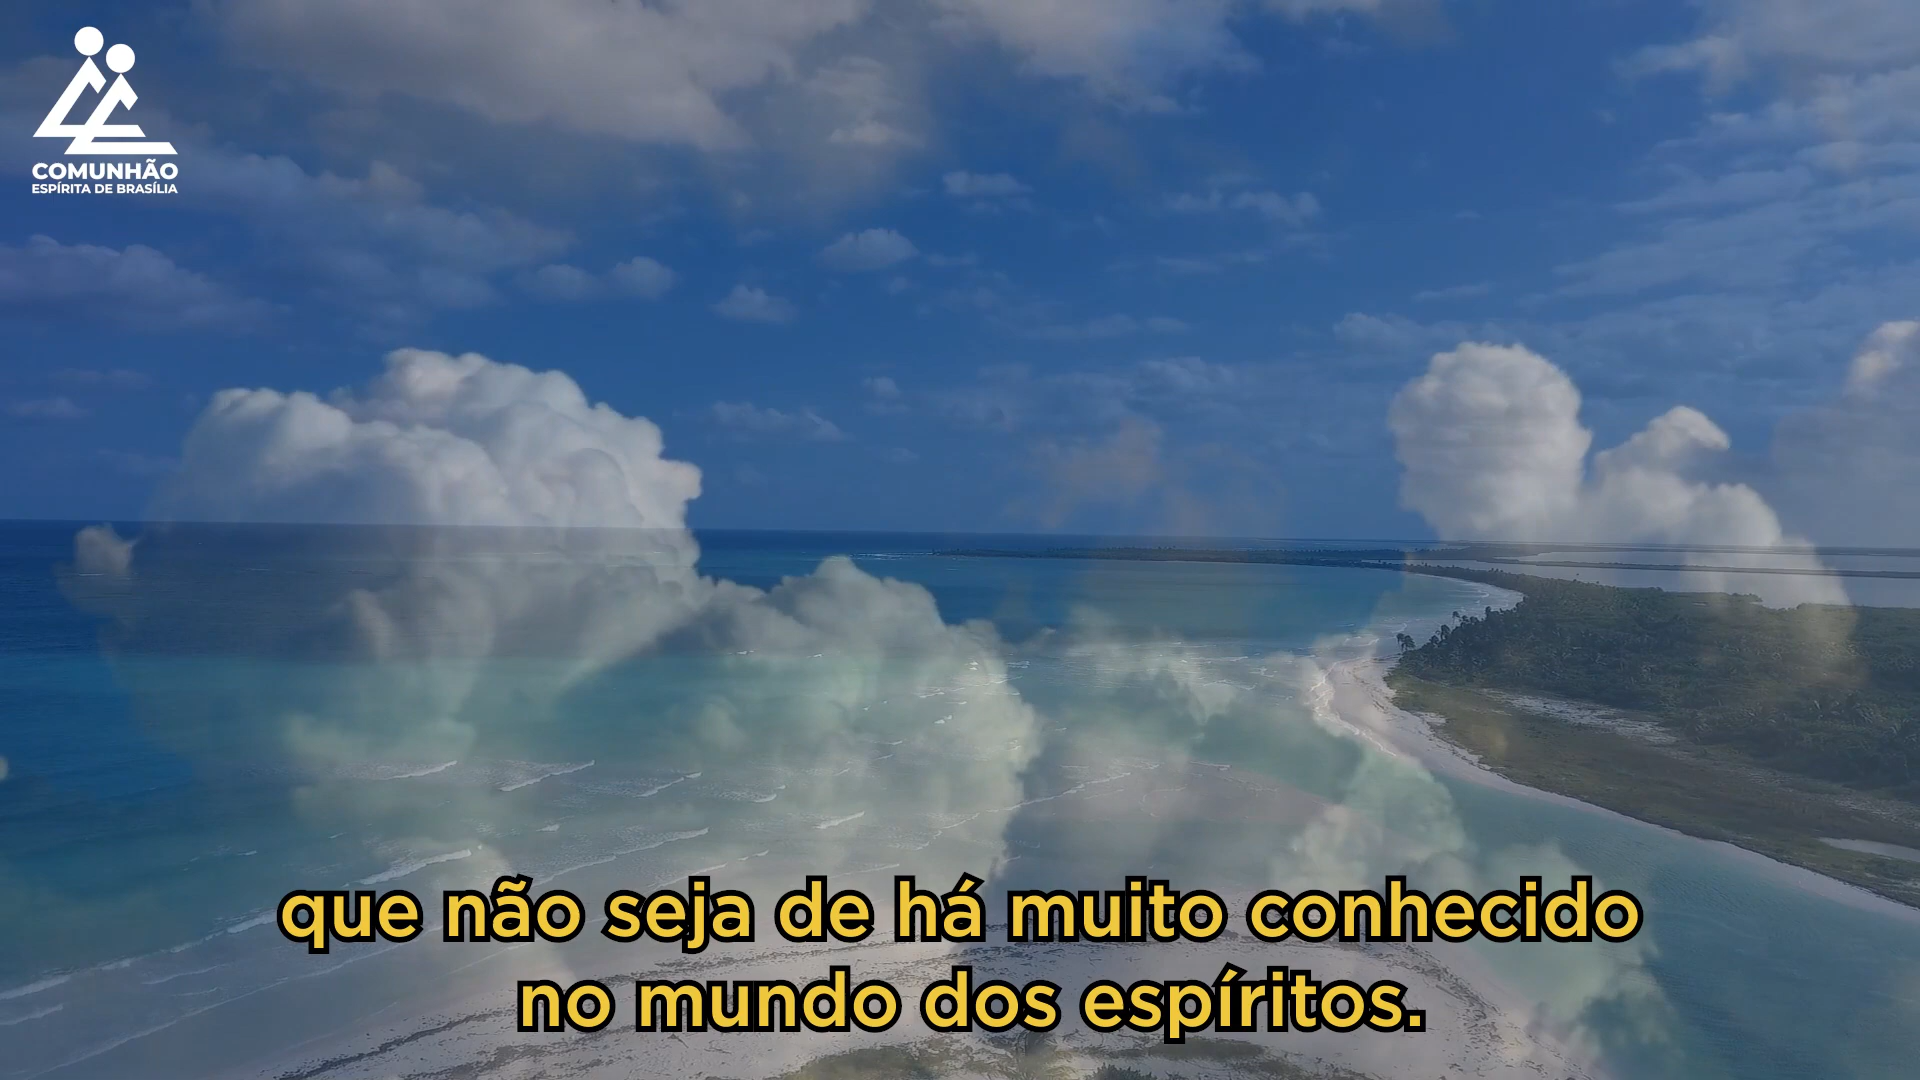 COMUNHÃO
ESPÍRITA DE BRASÍLIA
que não seja de há muito conhecido
no mundo dos espíritos.